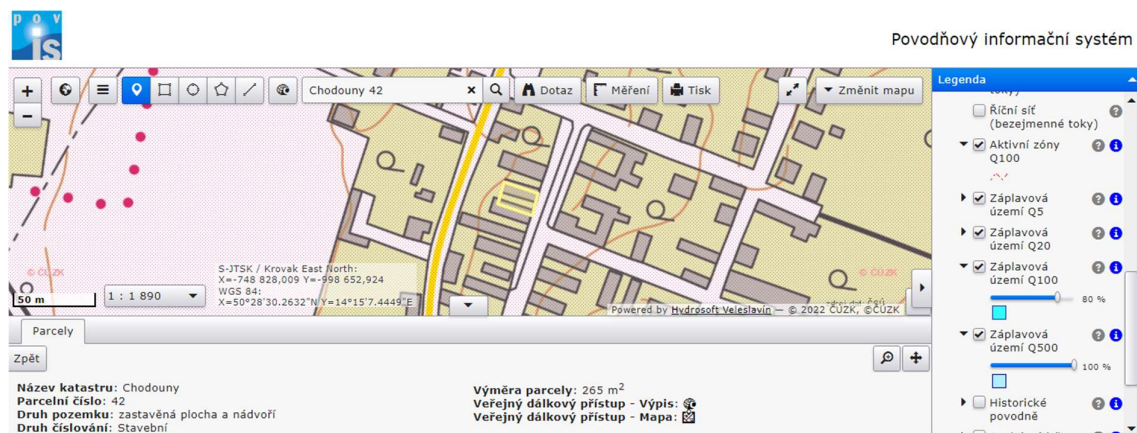 p o v
is
Povodňový informační systém
+
−
Chodouny 42
×
Dotaz
Měření
Tisk
Změnit mapu
Legenda
toky)
Říční síť
(bezejmenné toky)
Aktivní zóny
Q100
Záplavová
území Q5
Záplavová
území Q20
Záplavová
území Q100
80 %
Záplavová
území Q500
100 %
Historické
povodně
© ČÚZK
© ČÚZK
50 m
1 : 1 890
S-JTSK / Krovak East North:
X=-748 828,009 Y=-998 652,924
WGS 84:
X=50°28'30.2632"N Y=14°15'7.4449"E
Powered by Hydrosoft Veleslavín — © 2022 ČÚZK, ©ČÚZK
Parcely
Zpět
Název katastru: Chodouny
Parcelní číslo: 42
Druh pozemku: zastavěná plocha a nádvoří
Druh číslování: Stavební
Výměra parcely: 265 m2
Veřejný dálkový přístup - Výpis:
Veřejný dálkový přístup - Mapa: